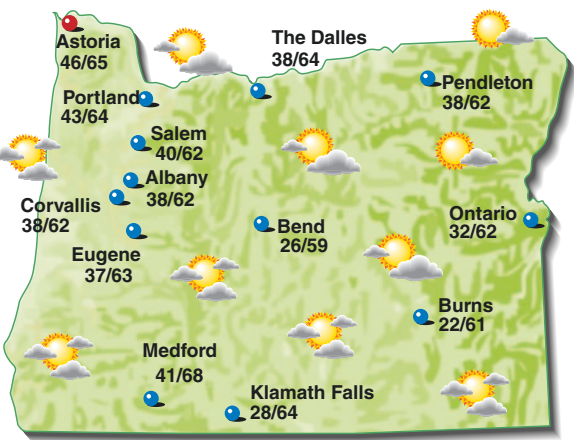 The Dalles
38/64
Astoria
46/65
Pendleton
38/62
Portland
43/64
Salem
40/62
Albany
38/62
Corvallis
38/62
Ontario
32/62
Bend
26/59
Eugene
37/63
Burns
22/61
Medford
41/68
Klamath Falls
28/64